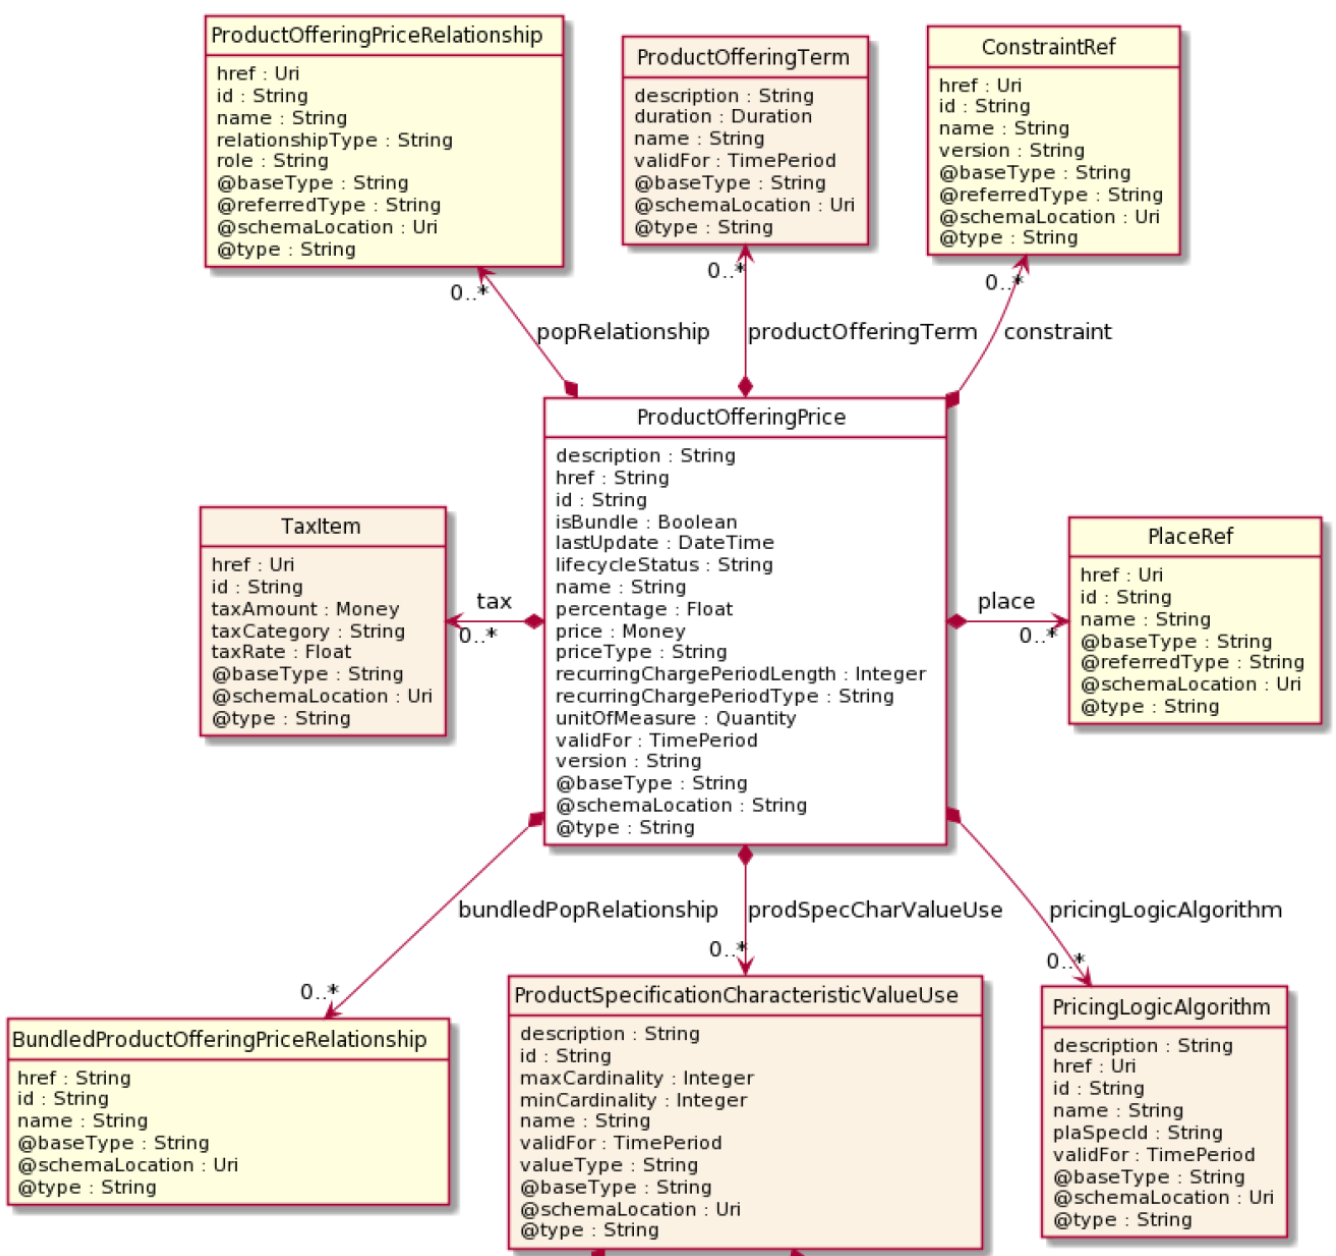 ProductOfferingPriceRelationship
href : Uri
id : String
name : String
relationshipType : String
role : String
@baseType : String
@referredType : String
@schemaLocation : Uri
@type : String
ProductOfferingTerm
description : String
duration : Duration
name : String
validFor : TimePeriod
@baseType : String
@schemaLocation : Uri
@type : String
ConstraintRef
href : Uri
id : String
name : String
version : String
@baseType : String
@referredType : String
@schemaLocation : Uri
@type : String
0..*
0..*
0..*
popRelationship
productOfferingTerm
constraint
ProductOfferingPrice
description : String
href : String
id : String
isBundle : Boolean
lastUpdate : DateTime
lifecycleStatus : String
name : String
percentage : Float
price : Money
priceType : String
recurringChargePeriodLength : Integer
recurringChargePeriodType : String
unitOfMeasure : Quantity
validFor : TimePeriod
version : String
@baseType : String
@schemaLocation : String
@type : String
TaxItem
href : Uri
id : String
taxAmount : Money
taxCategory : String
taxRate : Float
@baseType : String
@schemaLocation : Uri
@type : String
tax
0..*
place
0..*
PlaceRef
href : Uri
id : String
name : String
@baseType : String
@referredType : String
@schemaLocation : Uri
@type : String
bundledPopRelationship
prodSpecCharValueUse
pricingLogicAlgorithm
0..*
0..*
0..*
BundledProductOfferingPriceRelationship
href : String
id : String
name : String
@baseType : String
@schemaLocation : Uri
@type : String
ProductSpecificationCharacteristicValueUse
description : String
id : String
maxCardinality : Integer
minCardinality : Integer
name : String
validFor : TimePeriod
valueType : String
@baseType : String
@schemaLocation : Uri
@type : String
PricingLogicAlgorithm
description : String
href : Uri
id : String
name : String
plaSpecId : String
validFor : TimePeriod
@baseType : String
@schemaLocation : Uri
@type : String